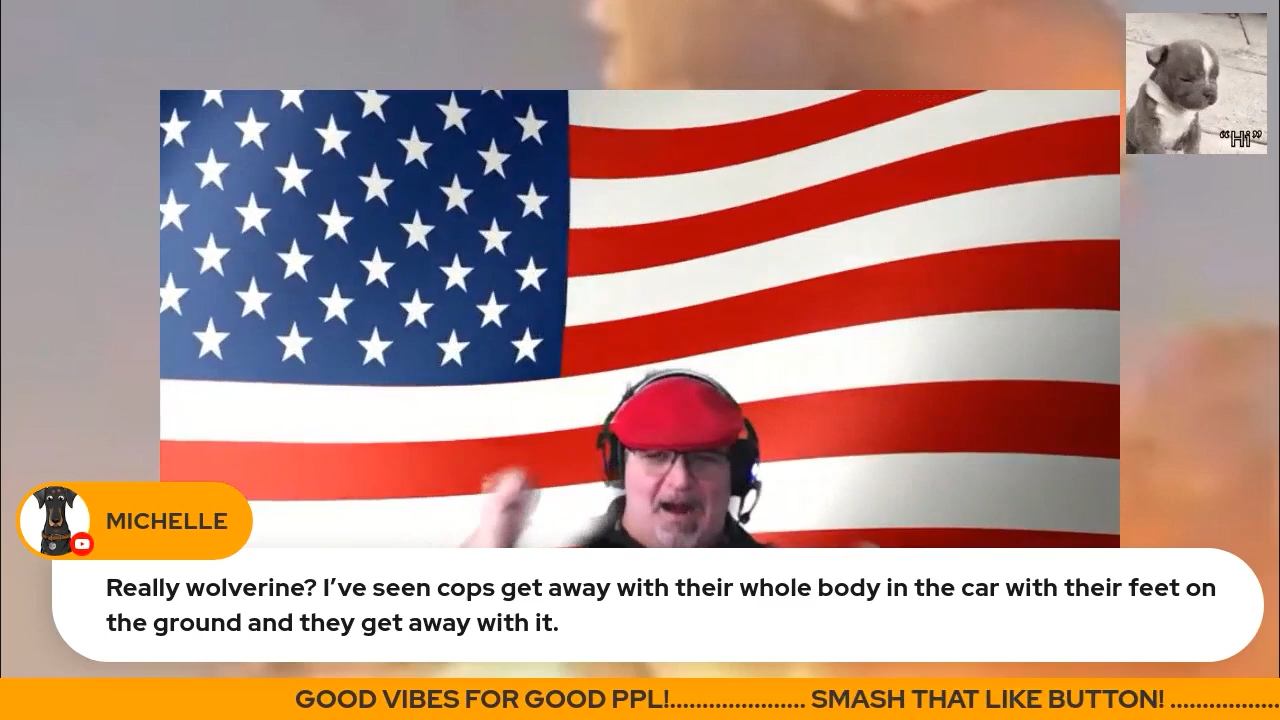 “Hi”
MICHELLE
Really wolverine? I’ve seen cops get away with their whole body in the car with their feet on
the ground and they get away with it.
GOOD VIBES FOR GOOD PPL!..................... SMASH THAT LIKE BUTTON! .................